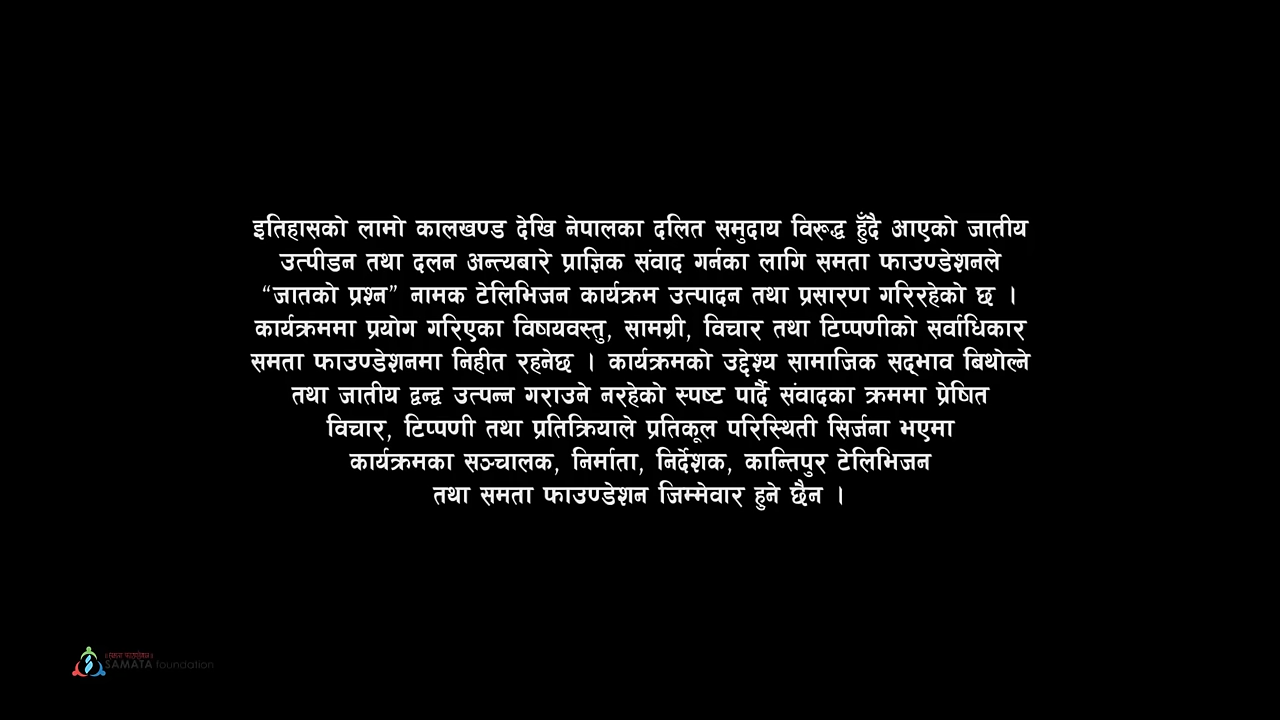 इतिहासको लामो कालखण्ड देखि नेपालका दलित समुदाय विरूद्ध हुँदै आएको जातीय
उत्पीडन तथा दलन अन्त्यबारे प्राज्ञिक संवाद गर्नका लागि समता फाउण्डेशनले
“जातको प्रश्न” नामक टेलिभिजन कार्यक्रम उत्पादन तथा प्रसारण गरिरहेको छ ।
कार्यक्रममा प्रयोग गरिएका विषयवस्तु, सामग्री, विचार तथा टिप्पणीको सर्वाधिकार
समता फाउण्डेशनमा निहीत रहनेछ । कार्यक्रमको उद्देश्य सामाजिक सद्‌भाव बिथोल्ने
तथा जातीय द्वन्द्व उत्पन्न गराउने नरहेको स्पष्ट पार्दै संवादका क्रममा प्रेषित
विचार, टिप्पणी तथा प्रतिक्रियाले प्रतिकूल परिस्थिती सिर्जना भएमा
कार्यक्रमका सञ्चालक, निर्माता, निर्देशक, कान्तिपुर टेलिभिजन
तथा समता फाउण्डेशन जिम्मेवार हुने छैन ।
समता फाउण्डेशन
SAMATA foundation